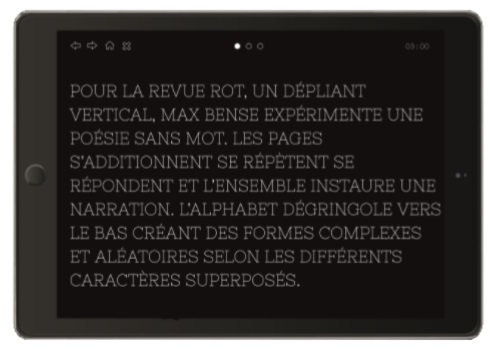 03:00
POUR LA REVUE ROT, UN DÉPLIANT
VERTICAL, MAX BENSE EXPÉRIMENTE UNE
POÉSIE SANS MOT. LES PAGES
S'ADDITIONNENT SE RÉPÈTENT SE
RÉPONDENT ET L'ENSEMBLE INSTAURE UNE
NARRATION. L'ALPHABET DÉGRINGOLE VERS
LE BAS CRÉANT DES FORMES COMPLEXES
ET ALÉATOIRES SELON LES DIFFÉRENTS
CARACTÈRES SUPERPOSÉS.